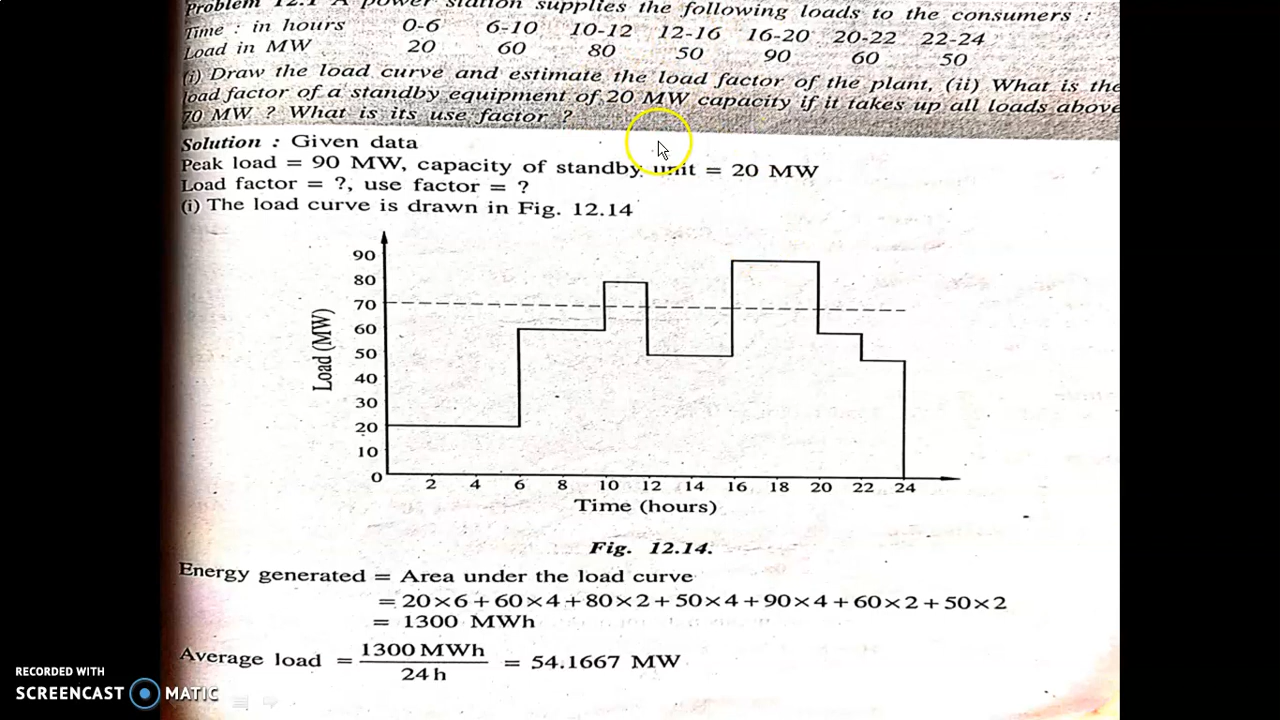 Problem 12.1 A power station supplies the following loads to the consumers :
Time : in hours 0-6 6-10 10-12 12-16 16-20 20-22 22-24
Load in MW 20 60 80 50 90 60 50
(i) Draw the load curve and estimate the load factor of the plant, (ii) What is the
load factor of a standby equipment of 20 MW capacity if it takes up all loads above
70 MW ? What is its use factor ?
Solution : Given data
Peak load = 90 MW, capacity of standby unit = 20 MW
Load factor = ?, use factor = ?
(i) The load curve is drawn in Fig. 12.14
90
80
70
60
50
40
30
20
10
0
Load (MW)
2 4 6 8 10 12 14 16 18 20 22 24
Time (hours)
Fig. 12.14.
Energy generated = Area under the load curve
= 20×6+60×4+80×2+50×4+90×4+60×2+50×2
= 1300 MWh
Average load = 1300 MWh / 24 h = 54.1667 MW
RECORDED WITH
SCREENCAST MATIC